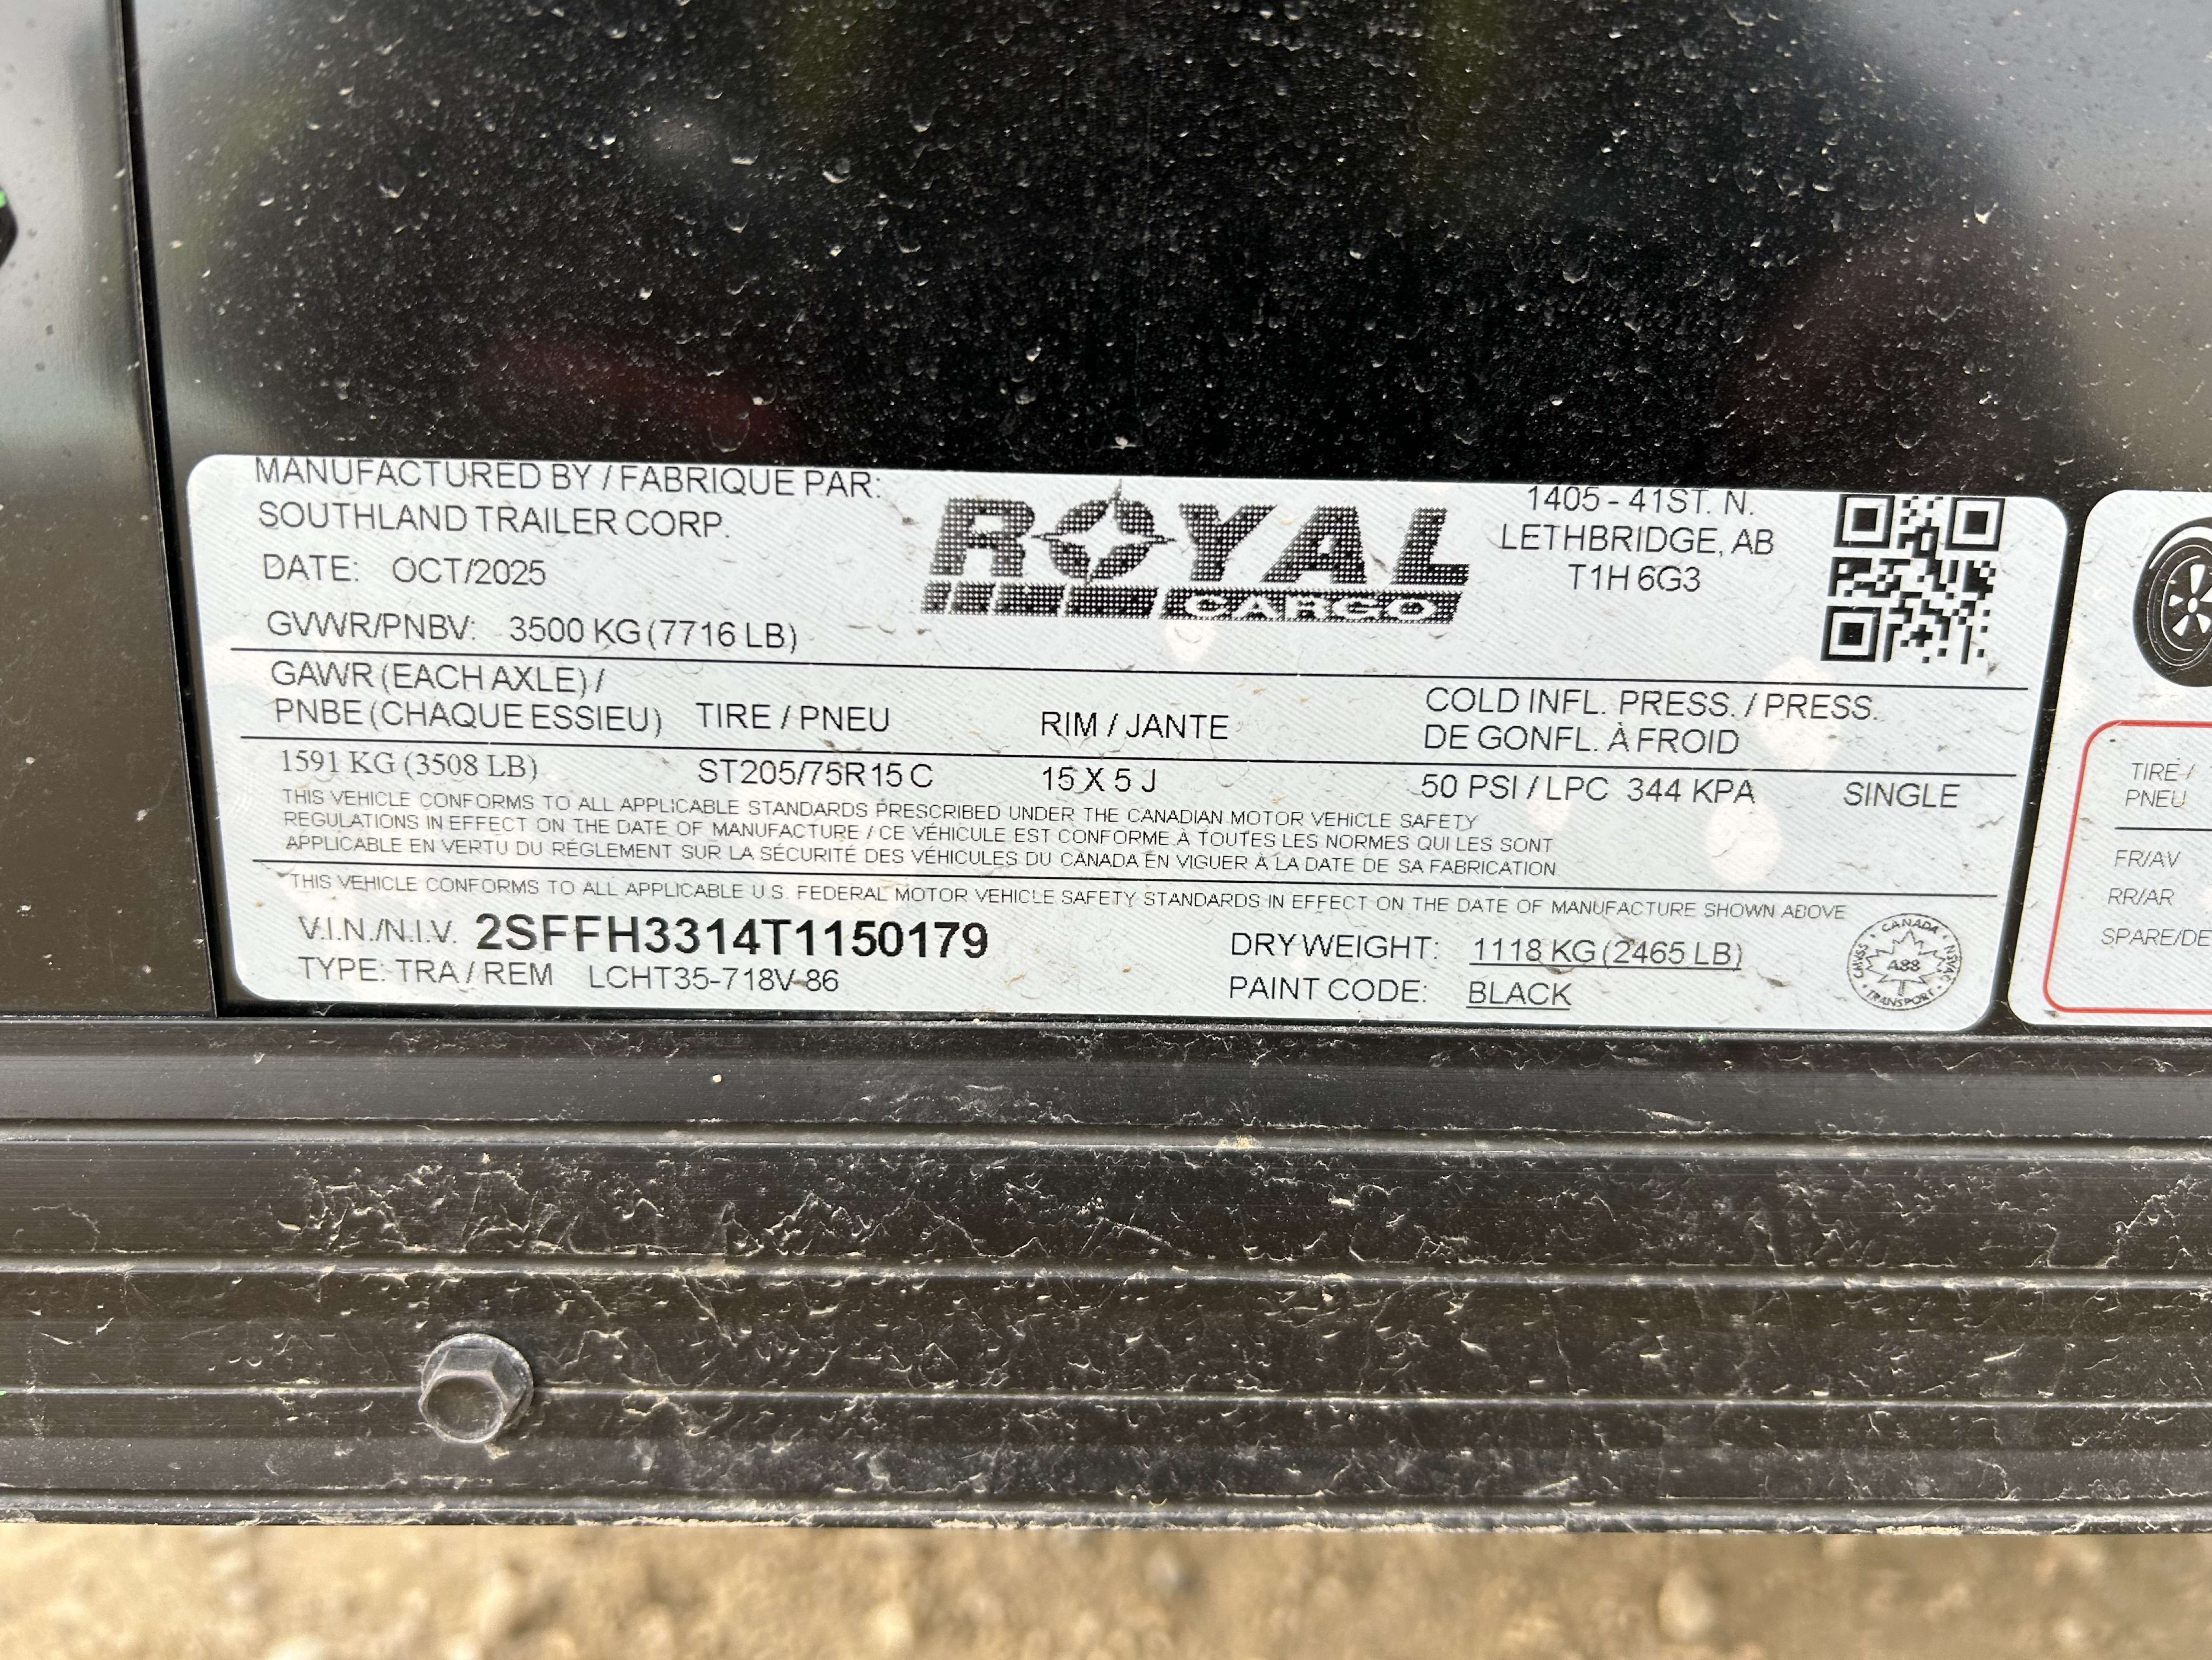 MANUFACTURED BY / FABRIQUE PAR:
SOUTHLAND TRAILER CORP.
DATE: OCT/2025
GVWR/PNBV: 3500 KG (7716 LB)
ROYAL
CARGO
1405 - 41ST. N.
LETHBRIDGE, AB
T1H 6G3
GAWR (EACH AXLE) /
PNBE (CHAQUE ESSIEU) TIRE / PNEU RIM / JANTE COLD INFL. PRESS. / PRESS.
DE GONFL. À FROID
1591 KG (3508 LB) ST205/75R15 C 15 X 5 J 50 PSI / LPC 344 KPA SINGLE
THIS VEHICLE CONFORMS TO ALL APPLICABLE STANDARDS PRESCRIBED UNDER THE CANADIAN MOTOR VEHICLE SAFETY
REGULATIONS IN EFFECT ON THE DATE OF MANUFACTURE / CE VÉHICULE EST CONFORME À TOUTES LES NORMES QUI LES SONT
APPLICABLE EN VERTU DU RÈGLEMENT SUR LA SÉCURITÉ DES VÉHICULES DU CANADA EN VIGUER À LA DATE DE SA FABRICATION
THIS VEHICLE CONFORMS TO ALL APPLICABLE U.S. FEDERAL MOTOR VEHICLE SAFETY STANDARDS IN EFFECT ON THE DATE OF MANUFACTURE SHOWN ABOVE
V.I.N./N.I.V. 2SFFH3314T1150179
TYPE: TRA / REM LCHT35-718V-86
DRY WEIGHT: 1118 KG (2465 LB)
PAINT CODE: BLACK
CANADA · NSVAC · TRANSPORT · CMVSS
A88
TIRE /
PNEU
FR/AV
RR/AR
SPARE/DE